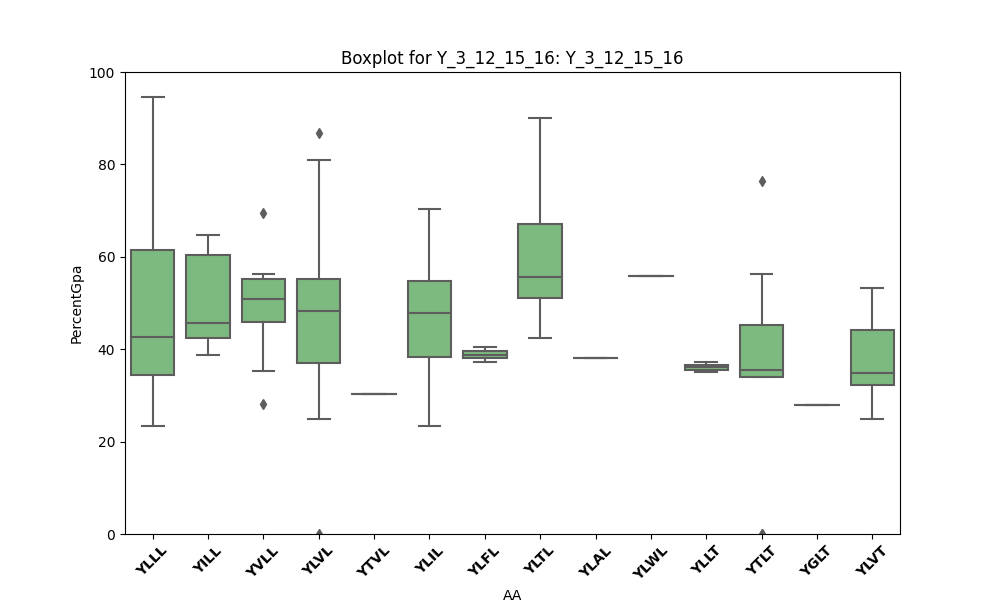 Boxplot for Y_3_12_15_16: Y_3_12_15_16
100
80
60
40
20
0
PercentGpa
YLLL YILL YVLL YLVL YTVL YLIL YLFL YLTL YLAL YLWL YLLT YTLT YGLT YLVT
AA